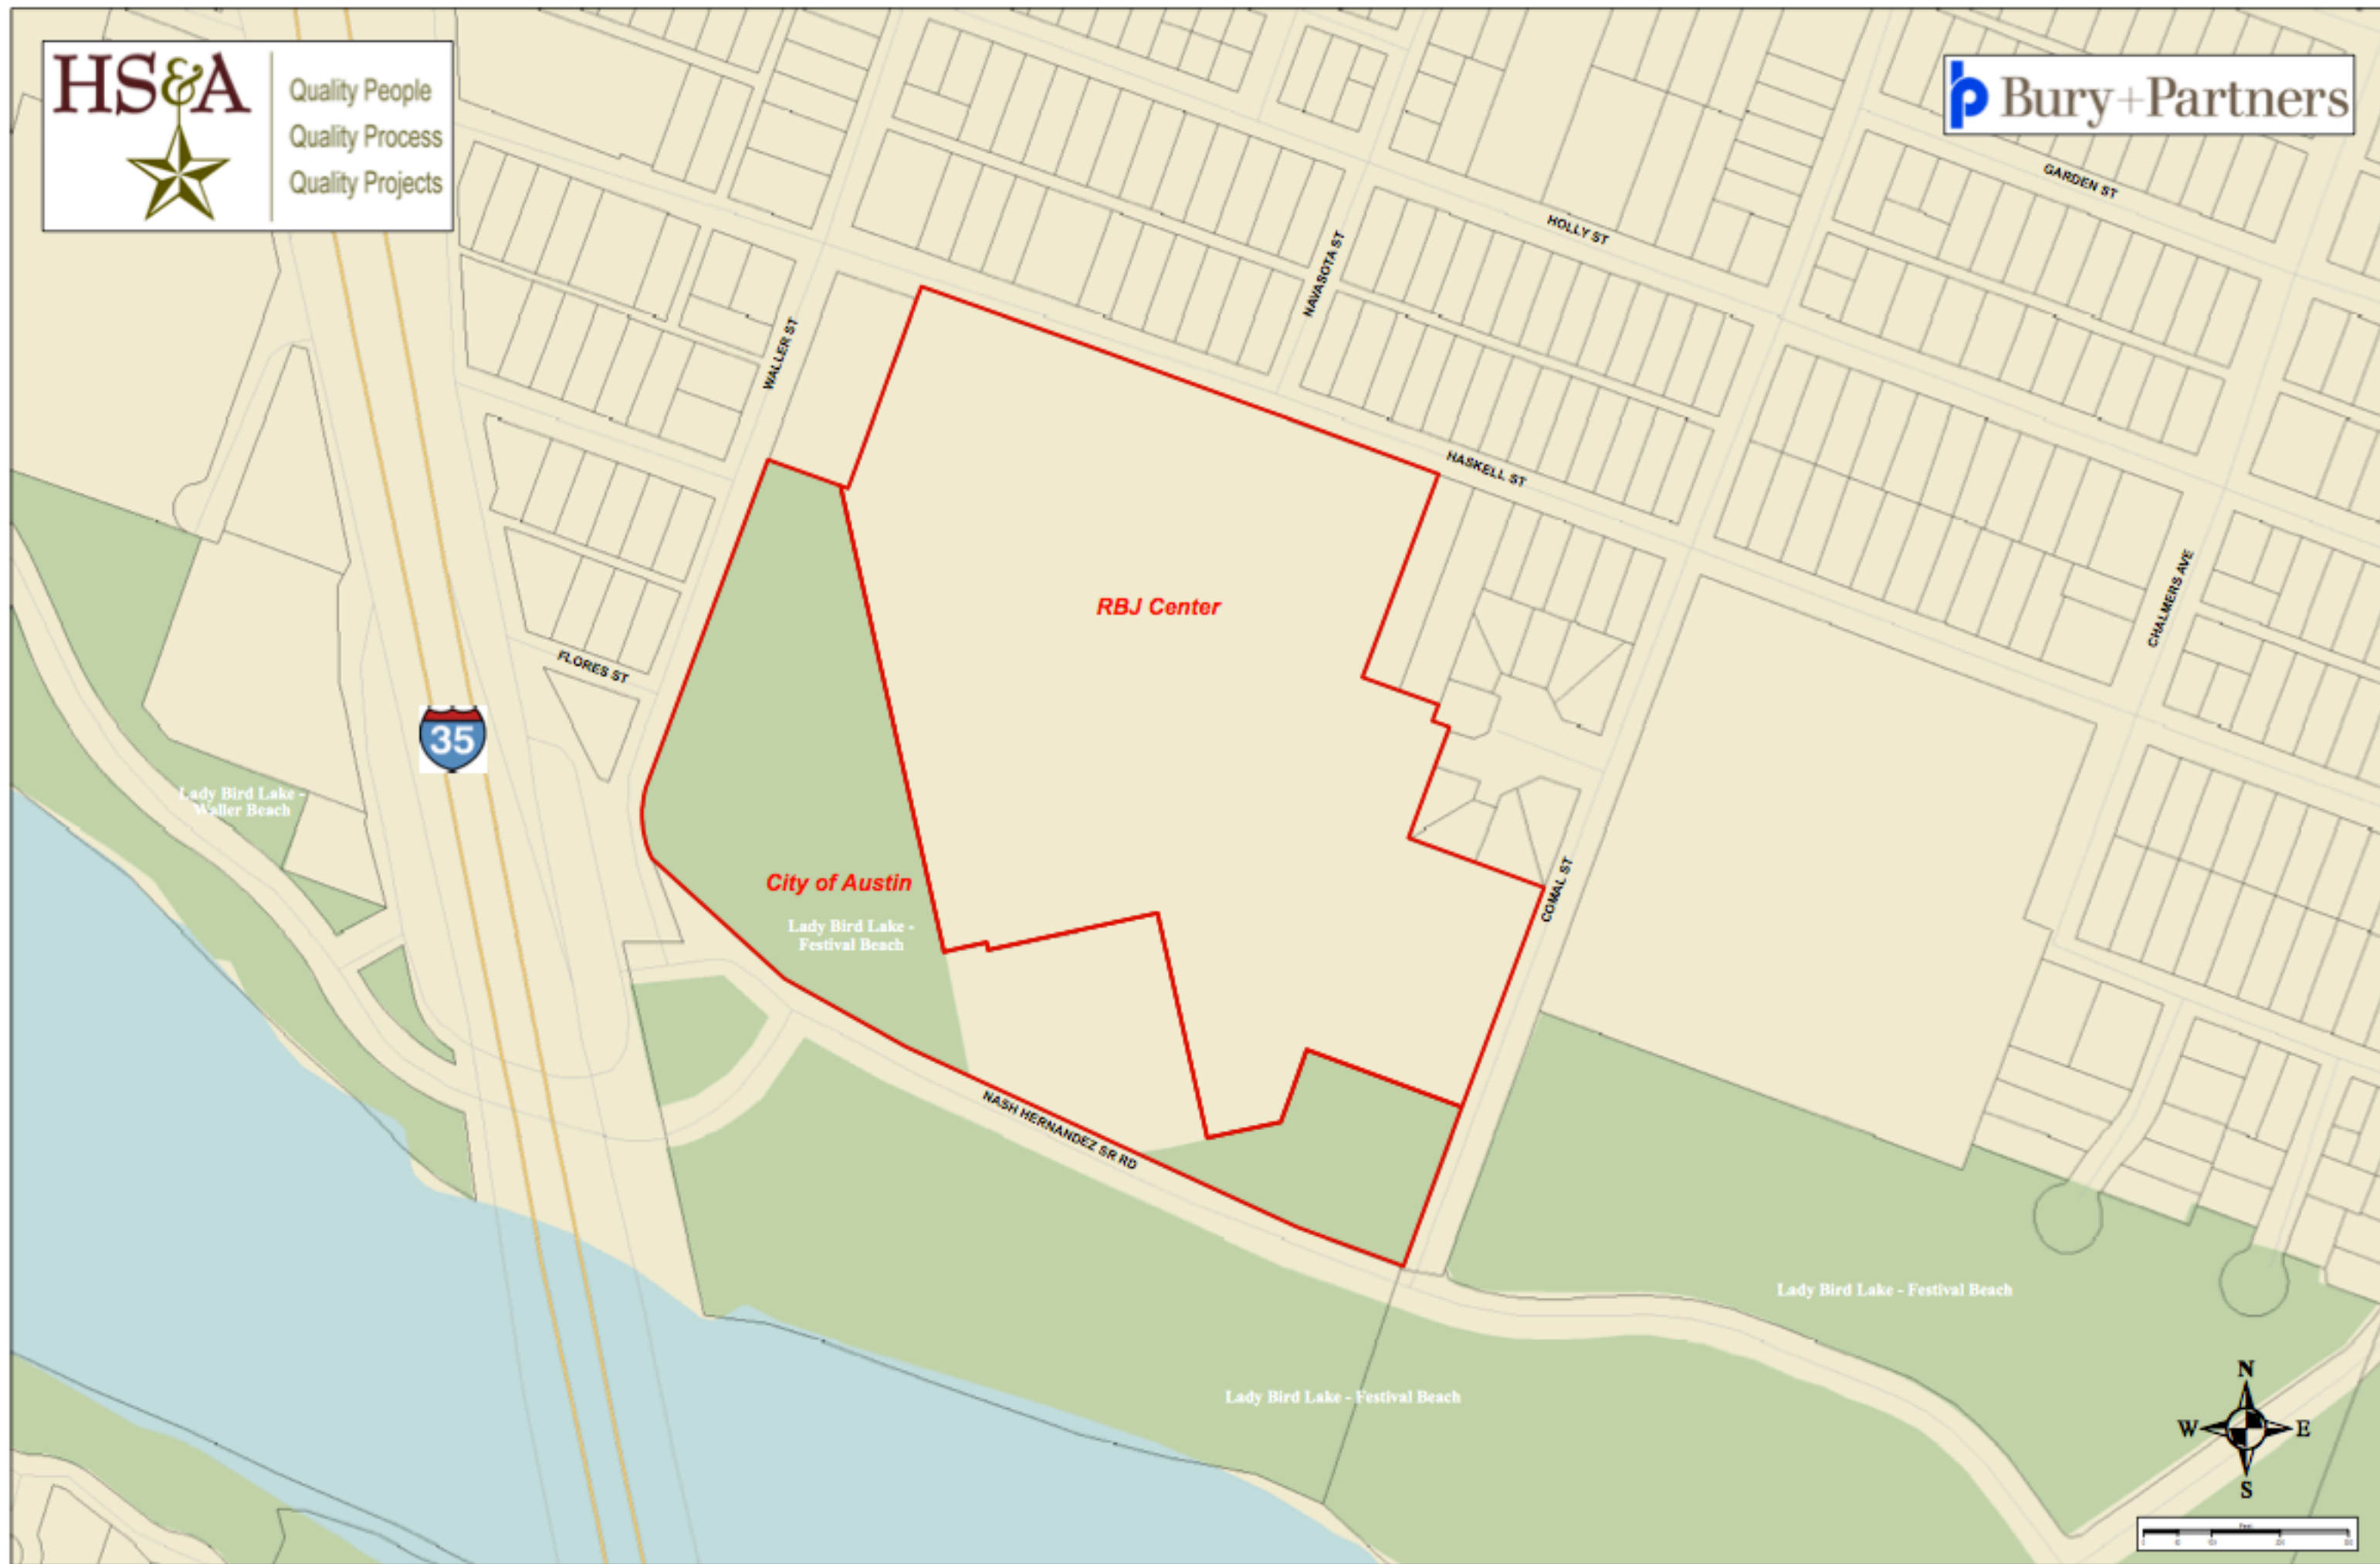 HS&A
Quality People
Quality Process
Quality Projects
Bury+Partners
GARDEN ST
HOLLY ST
NAVASOTA ST
WALLER ST
HASKELL ST
CHALMERS AVE
RBJ Center
FLORES ST
35
Lady Bird Lake -
Waller Beach
City of Austin
COMAL ST
Lady Bird Lake -
Festival Beach
NASH HERNANDEZ SR RD
Lady Bird Lake - Festival Beach
Lady Bird Lake - Festival Beach
N
W
E
S
Feet